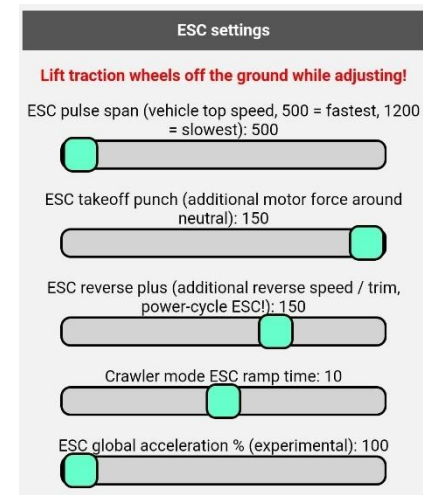 ESC settings
Lift traction wheels off the ground while adjusting!
ESC pulse span (vehicle top speed, 500 = fastest, 1200
= slowest): 500
ESC takeoff punch (additional motor force around
neutral): 150
ESC reverse plus (additional reverse speed / trim,
power-cycle ESC!): 150
Crawler mode ESC ramp time: 10
ESC global acceleration % (experimental): 100